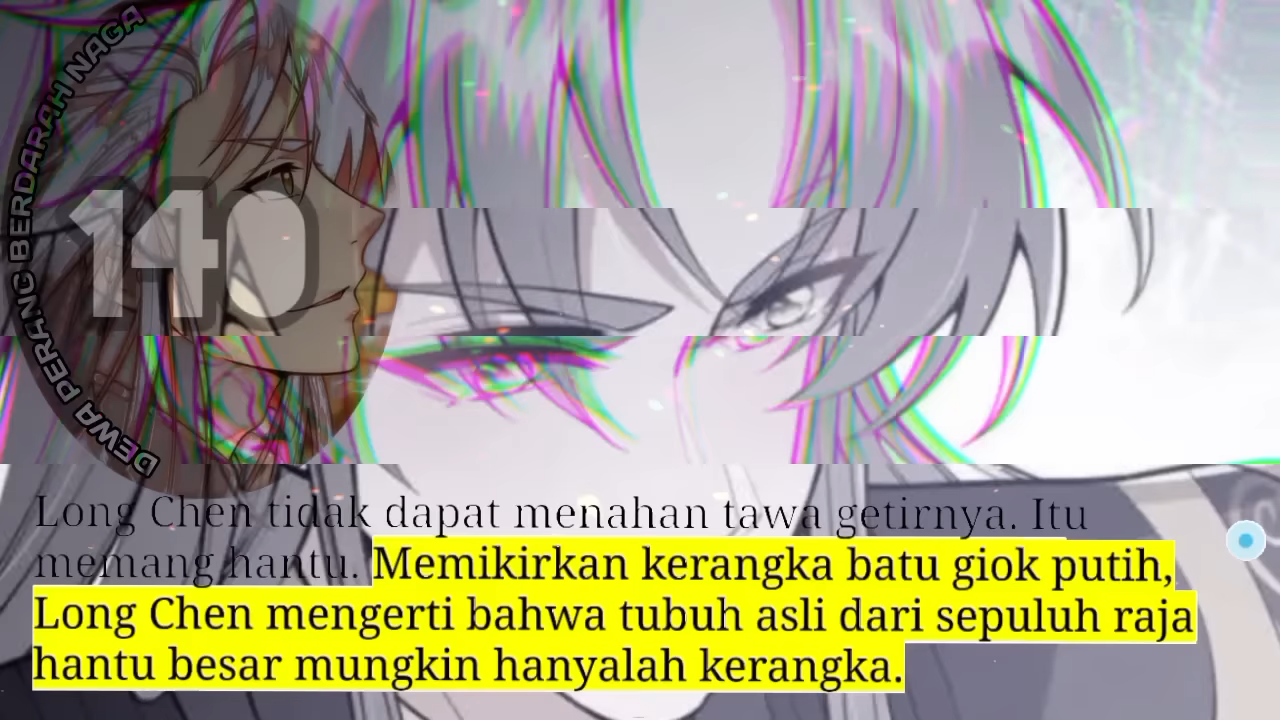 DEWA PERANG BERDARAH NAGA
140
Long Chen tidak dapat menahan tawa getirnya. Itu
memang hantu. Memikirkan kerangka batu giok putih,
Long Chen mengerti bahwa tubuh asli dari sepuluh raja
hantu besar mungkin hanyalah kerangka.